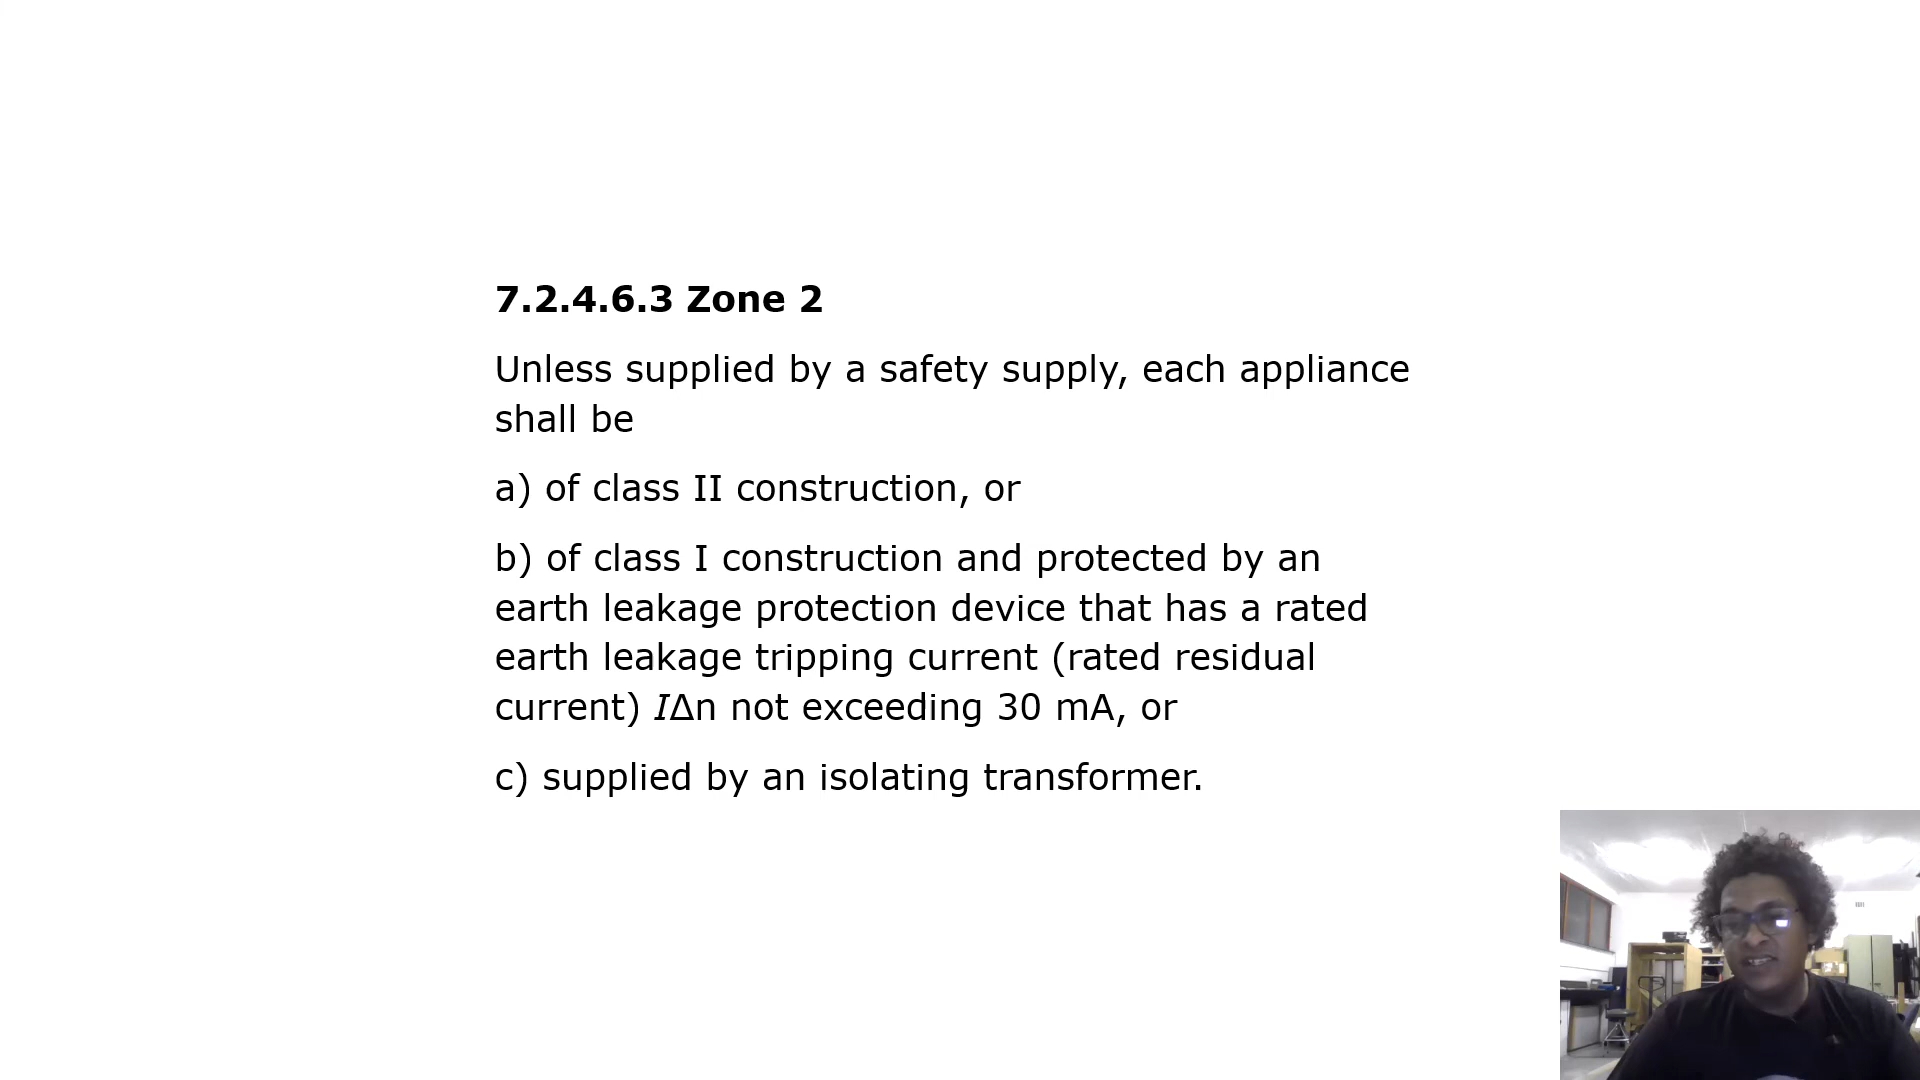 7.2.4.6.3 Zone 2
Unless supplied by a safety supply, each appliance
shall be
a) of class II construction, or
b) of class I construction and protected by an
earth leakage protection device that has a rated
earth leakage tripping current (rated residual
current) IΔn not exceeding 30 mA, or
c) supplied by an isolating transformer.